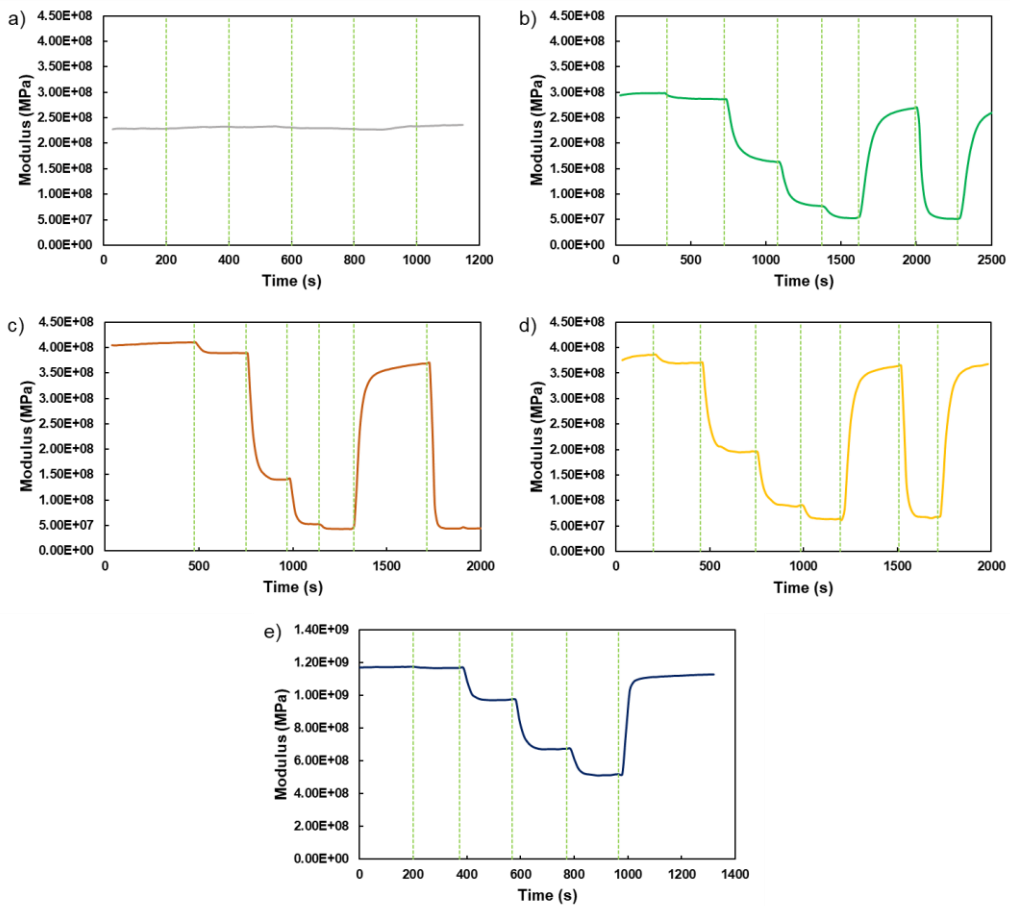 a)
4.50E+08
4.00E+08
3.50E+08
3.00E+08
2.50E+08
2.00E+08
1.50E+08
1.00E+08
5.00E+07
0.00E+00
Modulus (MPa)
0 200 400 600 800 1000 1200
Time (s)
b)
4.50E+08
4.00E+08
3.50E+08
3.00E+08
2.50E+08
2.00E+08
1.50E+08
1.00E+08
5.00E+07
0.00E+00
Modulus (MPa)
0 500 1000 1500 2000 2500
Time (s)
c)
4.50E+08
4.00E+08
3.50E+08
3.00E+08
2.50E+08
2.00E+08
1.50E+08
1.00E+08
5.00E+07
0.00E+00
Modulus (MPa)
0 500 1000 1500 2000
Time (s)
d)
4.50E+08
4.00E+08
3.50E+08
3.00E+08
2.50E+08
2.00E+08
1.50E+08
1.00E+08
5.00E+07
0.00E+00
Modulus (MPa)
0 500 1000 1500 2000
Time (s)
e)
1.40E+09
1.20E+09
1.00E+09
8.00E+08
6.00E+08
4.00E+08
2.00E+08
0.00E+00
Modulus (MPa)
0 200 400 600 800 1000 1200 1400
Time (s)